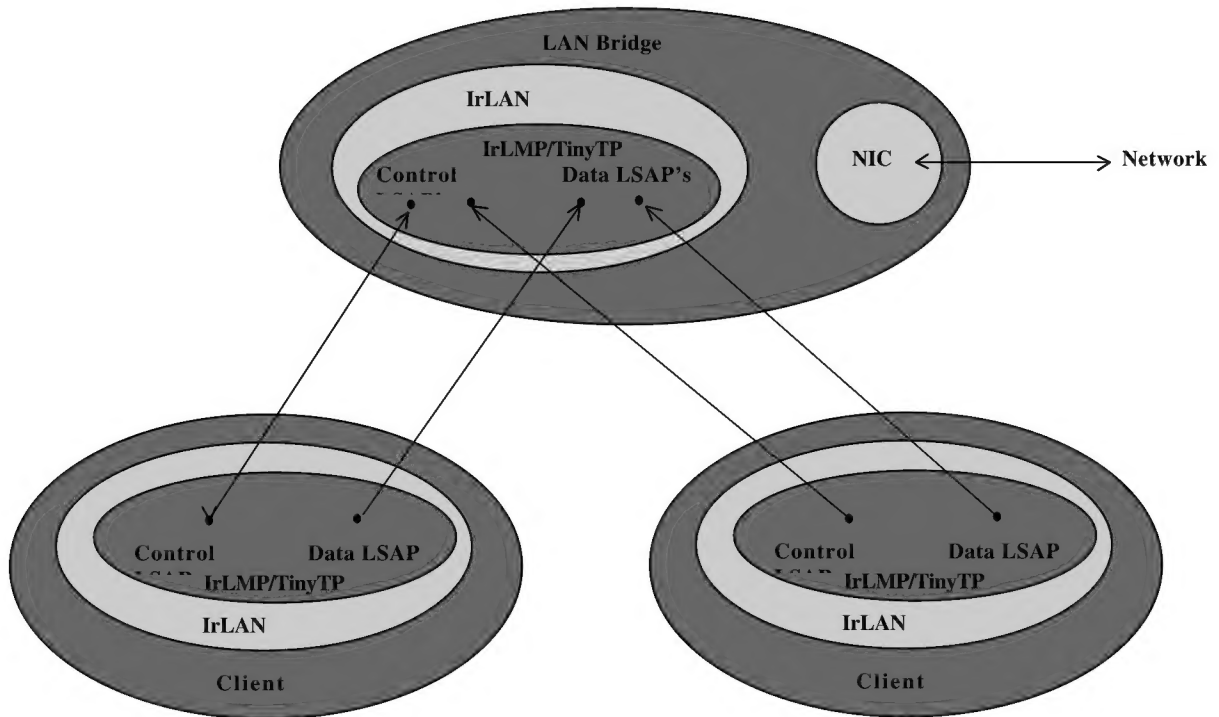 LAN Bridge
IrLAN
IrLMP/TinyTP
Control
Data LSAP's
NIC
Network
Control
Data LSAP
IrLMP/TinyTP
IrLAN
Client
Control
Data LSAP
IrLMP/TinyTP
IrLAN
Client